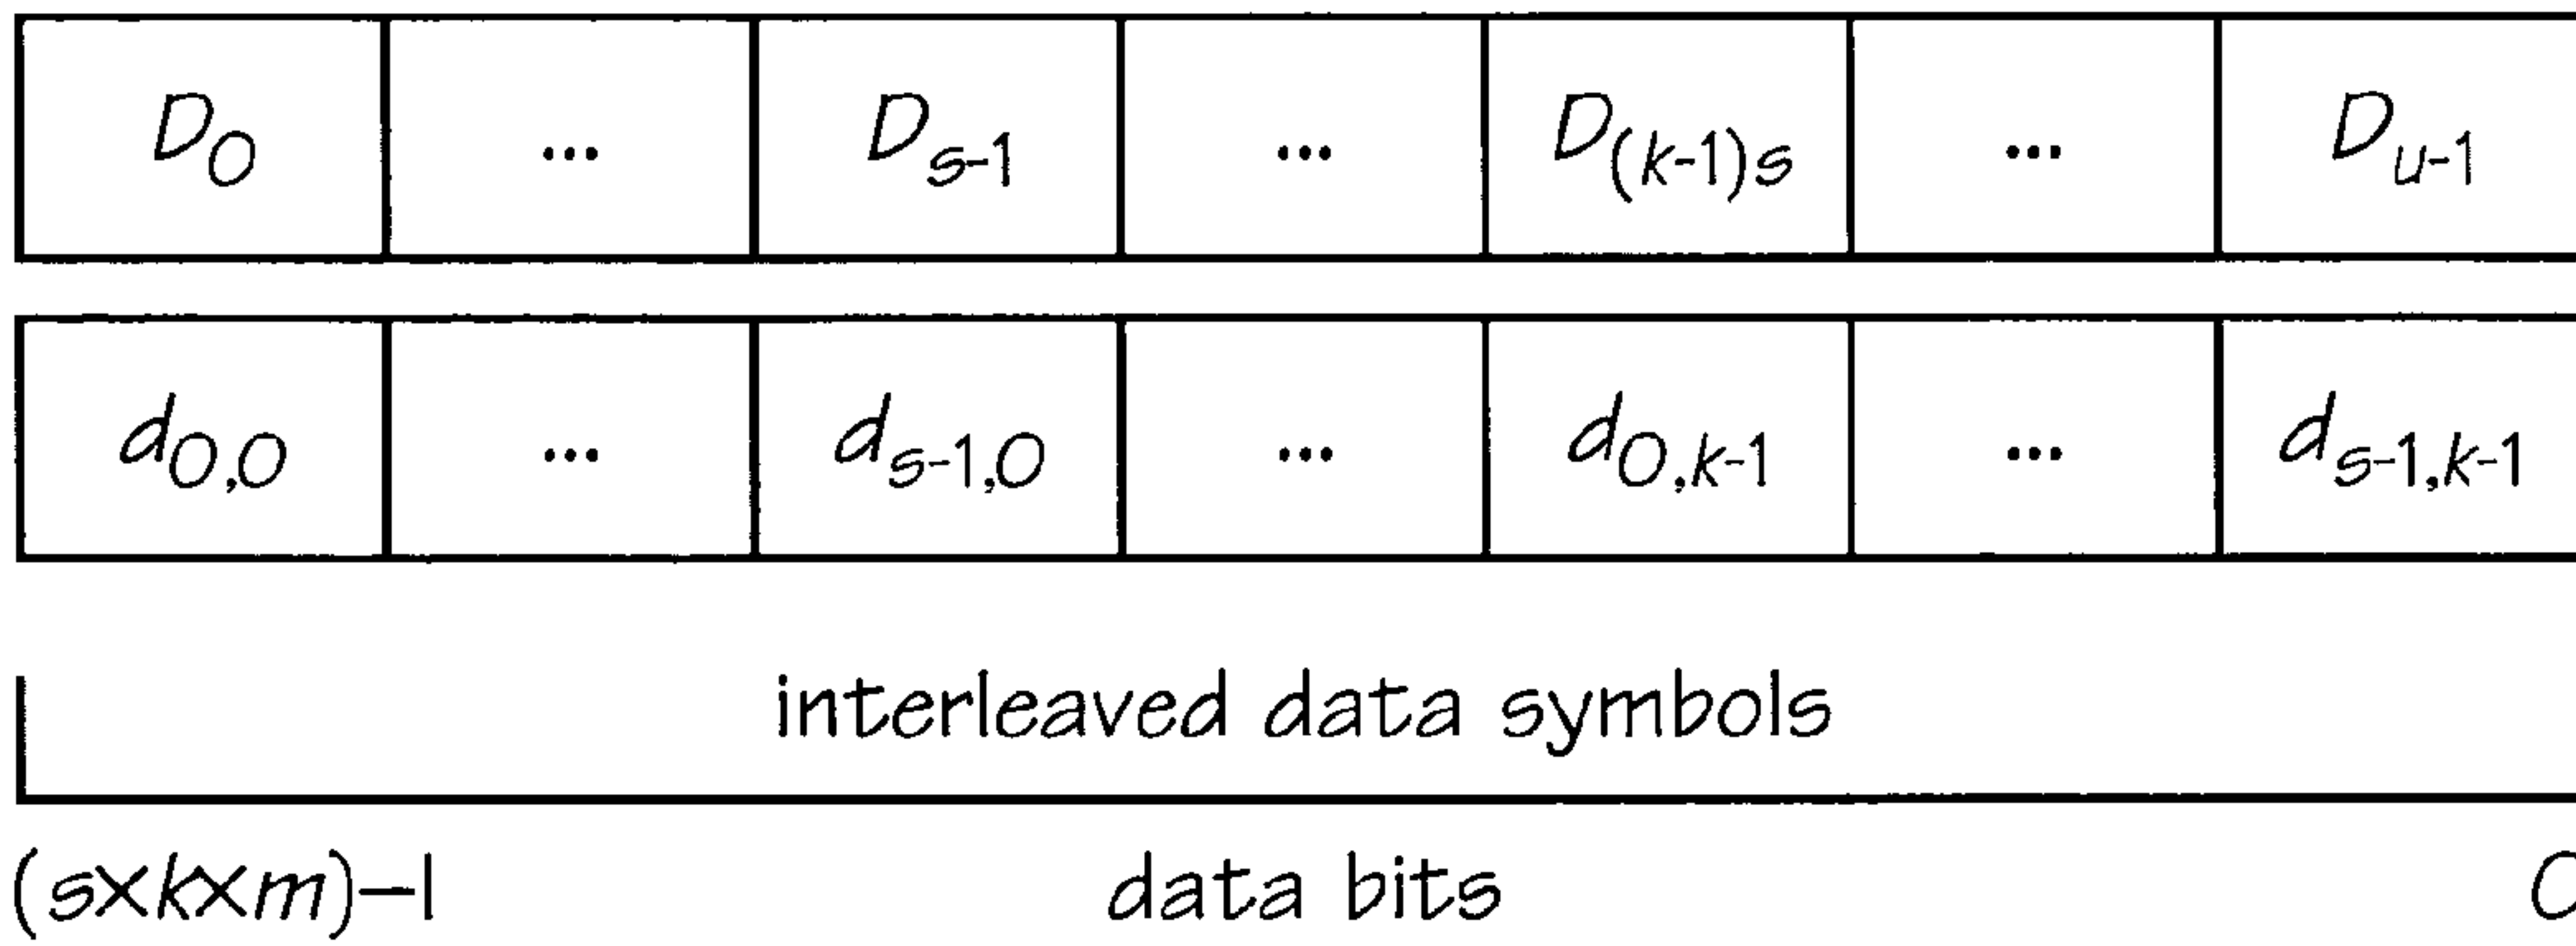 D0 ... Ds-1 ... D(k-1)s ... Du-1
d0,0 ... ds-1,0 ... d0,k-1 ... ds-1,k-1
interleaved data symbols
(s×k×m)–1 data bits 0